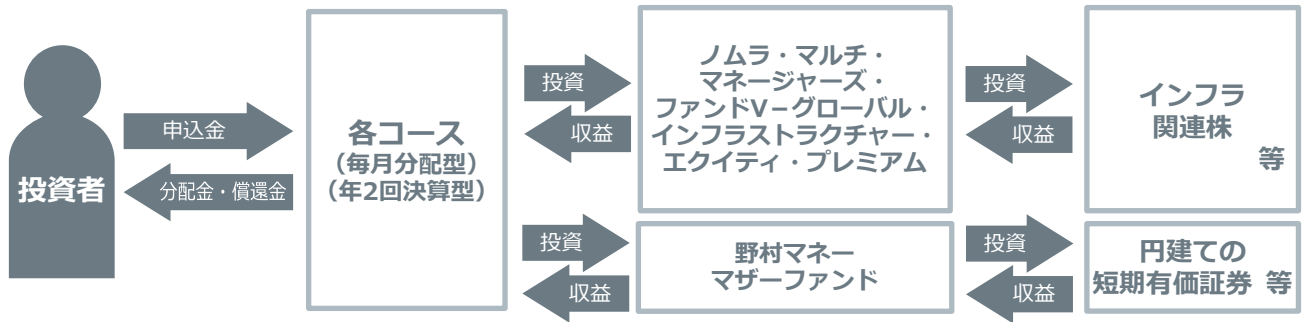 投資者
申込金
分配金・償還金
各コース
（毎月分配型）
（年2回決算型）
投資
収益
ノムラ・マルチ・
マネージャーズ・
ファンドⅤ－グローバル・
インフラストラクチャー・
エクイティ・プレミアム
投資
収益
インフラ
関連株
等
投資
収益
野村マネー
マザーファンド
投資
収益
円建ての
短期有価証券 等